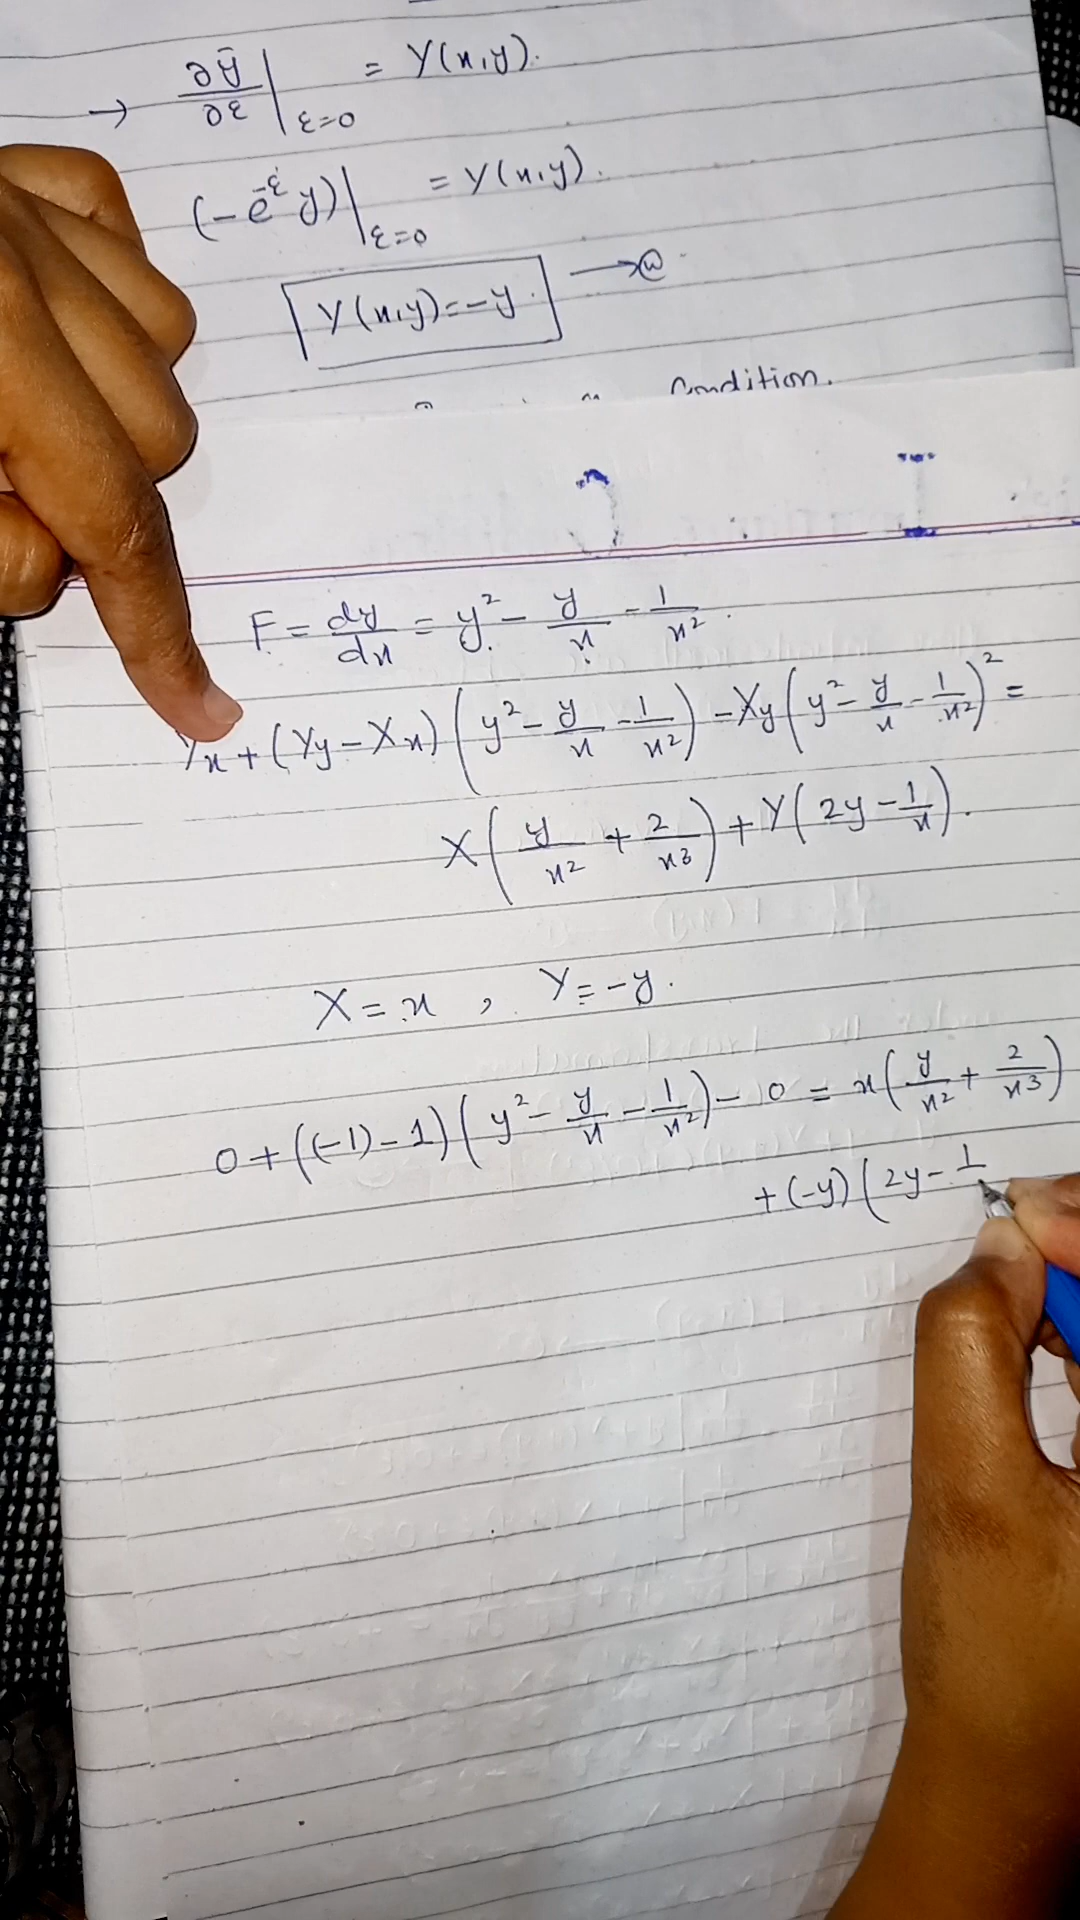 → ∂ȳ/∂ε |ε=0 = Y(x,y).
(-e^-ε y)|ε=0 = Y(x,y).
Y(x,y)=-y. →
Condition.
F = dy/dx = y² - y/x - 1/x².
Yx + (Yy - Xx) (y² - y/x - 1/x²) - Xy (y² - y/x - 1/x²)² =
X (y/x² + 2/x³) + Y (2y - 1/x).
X = x , Y = -y.
0 + ((-1) - 1) (y² - y/x - 1/x²) - 0 = x (y/x² + 2/x³)
+ (-y) (2y - 1